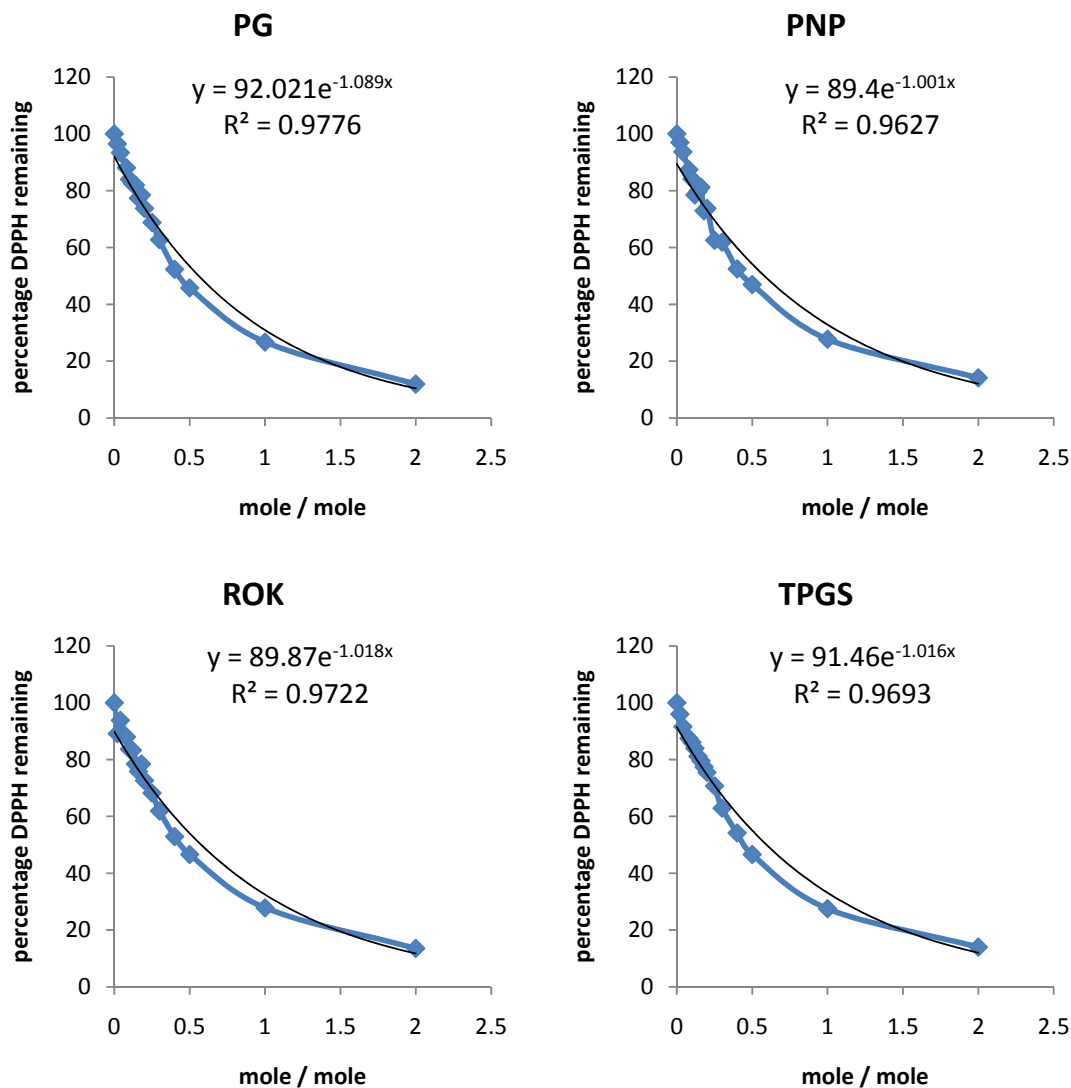 PG
y = 92.021e^-1.089x
R² = 0.9776
percentage DPPH remaining
120
100
80
60
40
20
0
0 0.5 1 1.5 2 2.5
mole / mole
PNP
y = 89.4e^-1.001x
R² = 0.9627
percentage DPPH remaining
120
100
80
60
40
20
0
0 0.5 1 1.5 2 2.5
mole / mole
ROK
y = 89.87e^-1.018x
R² = 0.9722
percentage DPPH remaining
120
100
80
60
40
20
0
0 0.5 1 1.5 2 2.5
mole / mole
TPGS
y = 91.46e^-1.016x
R² = 0.9693
percentage DPPH remaining
120
100
80
60
40
20
0
0 0.5 1 1.5 2 2.5
mole / mole